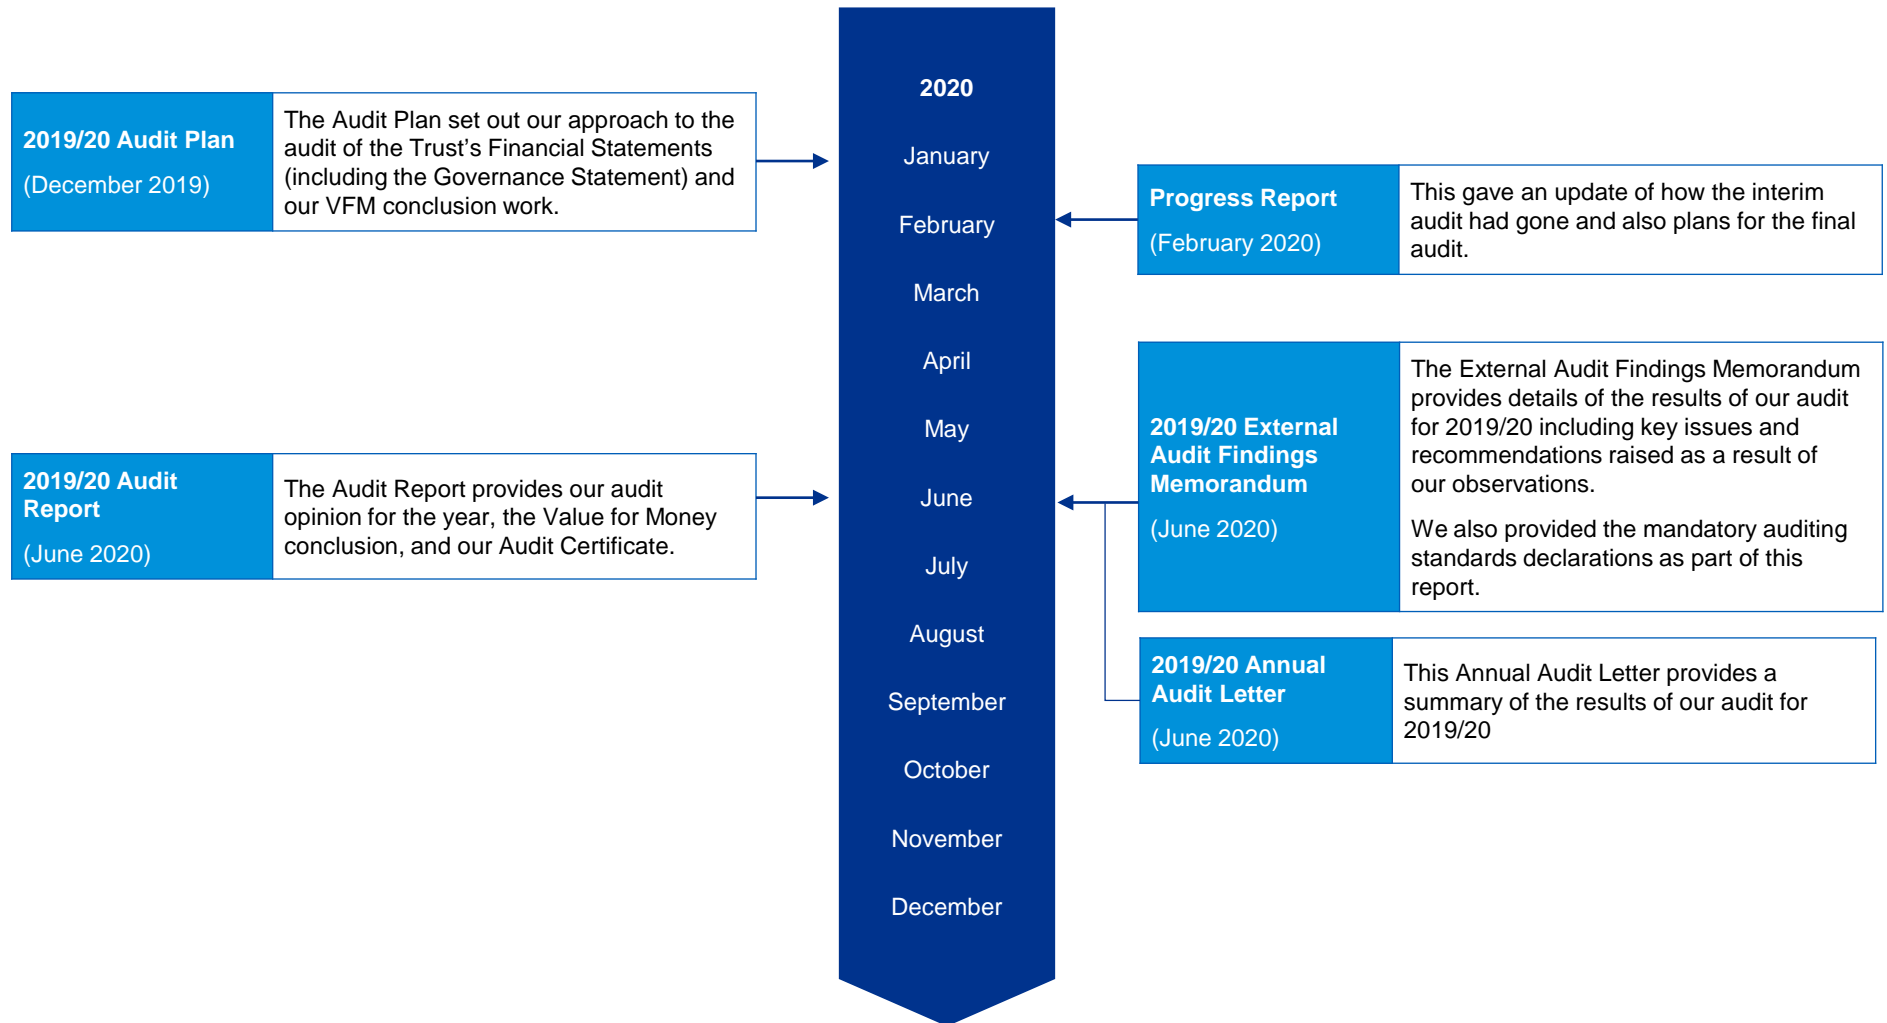 2019/20 Audit Plan
(December 2019)
The Audit Plan set out our approach to the
audit of the Trust's Financial Statements
(including the Governance Statement) and
our VFM conclusion work.
2019/20 Audit
Report
(June 2020)
The Audit Report provides our audit
opinion for the year, the Value for Money
conclusion, and our Audit Certificate.
2020
January
February
March
April
May
June
July
August
September
October
November
December
Progress Report
(February 2020)
This gave an update of how the interim
audit had gone and also plans for the final
audit.
2019/20 External
Audit Findings
Memorandum
(June 2020)
The External Audit Findings Memorandum
provides details of the results of our audit
for 2019/20 including key issues and
recommendations raised as a result of
our observations.
We also provided the mandatory auditing
standards declarations as part of this
report.
2019/20 Annual
Audit Letter
(June 2020)
This Annual Audit Letter provides a
summary of the results of our audit for
2019/20